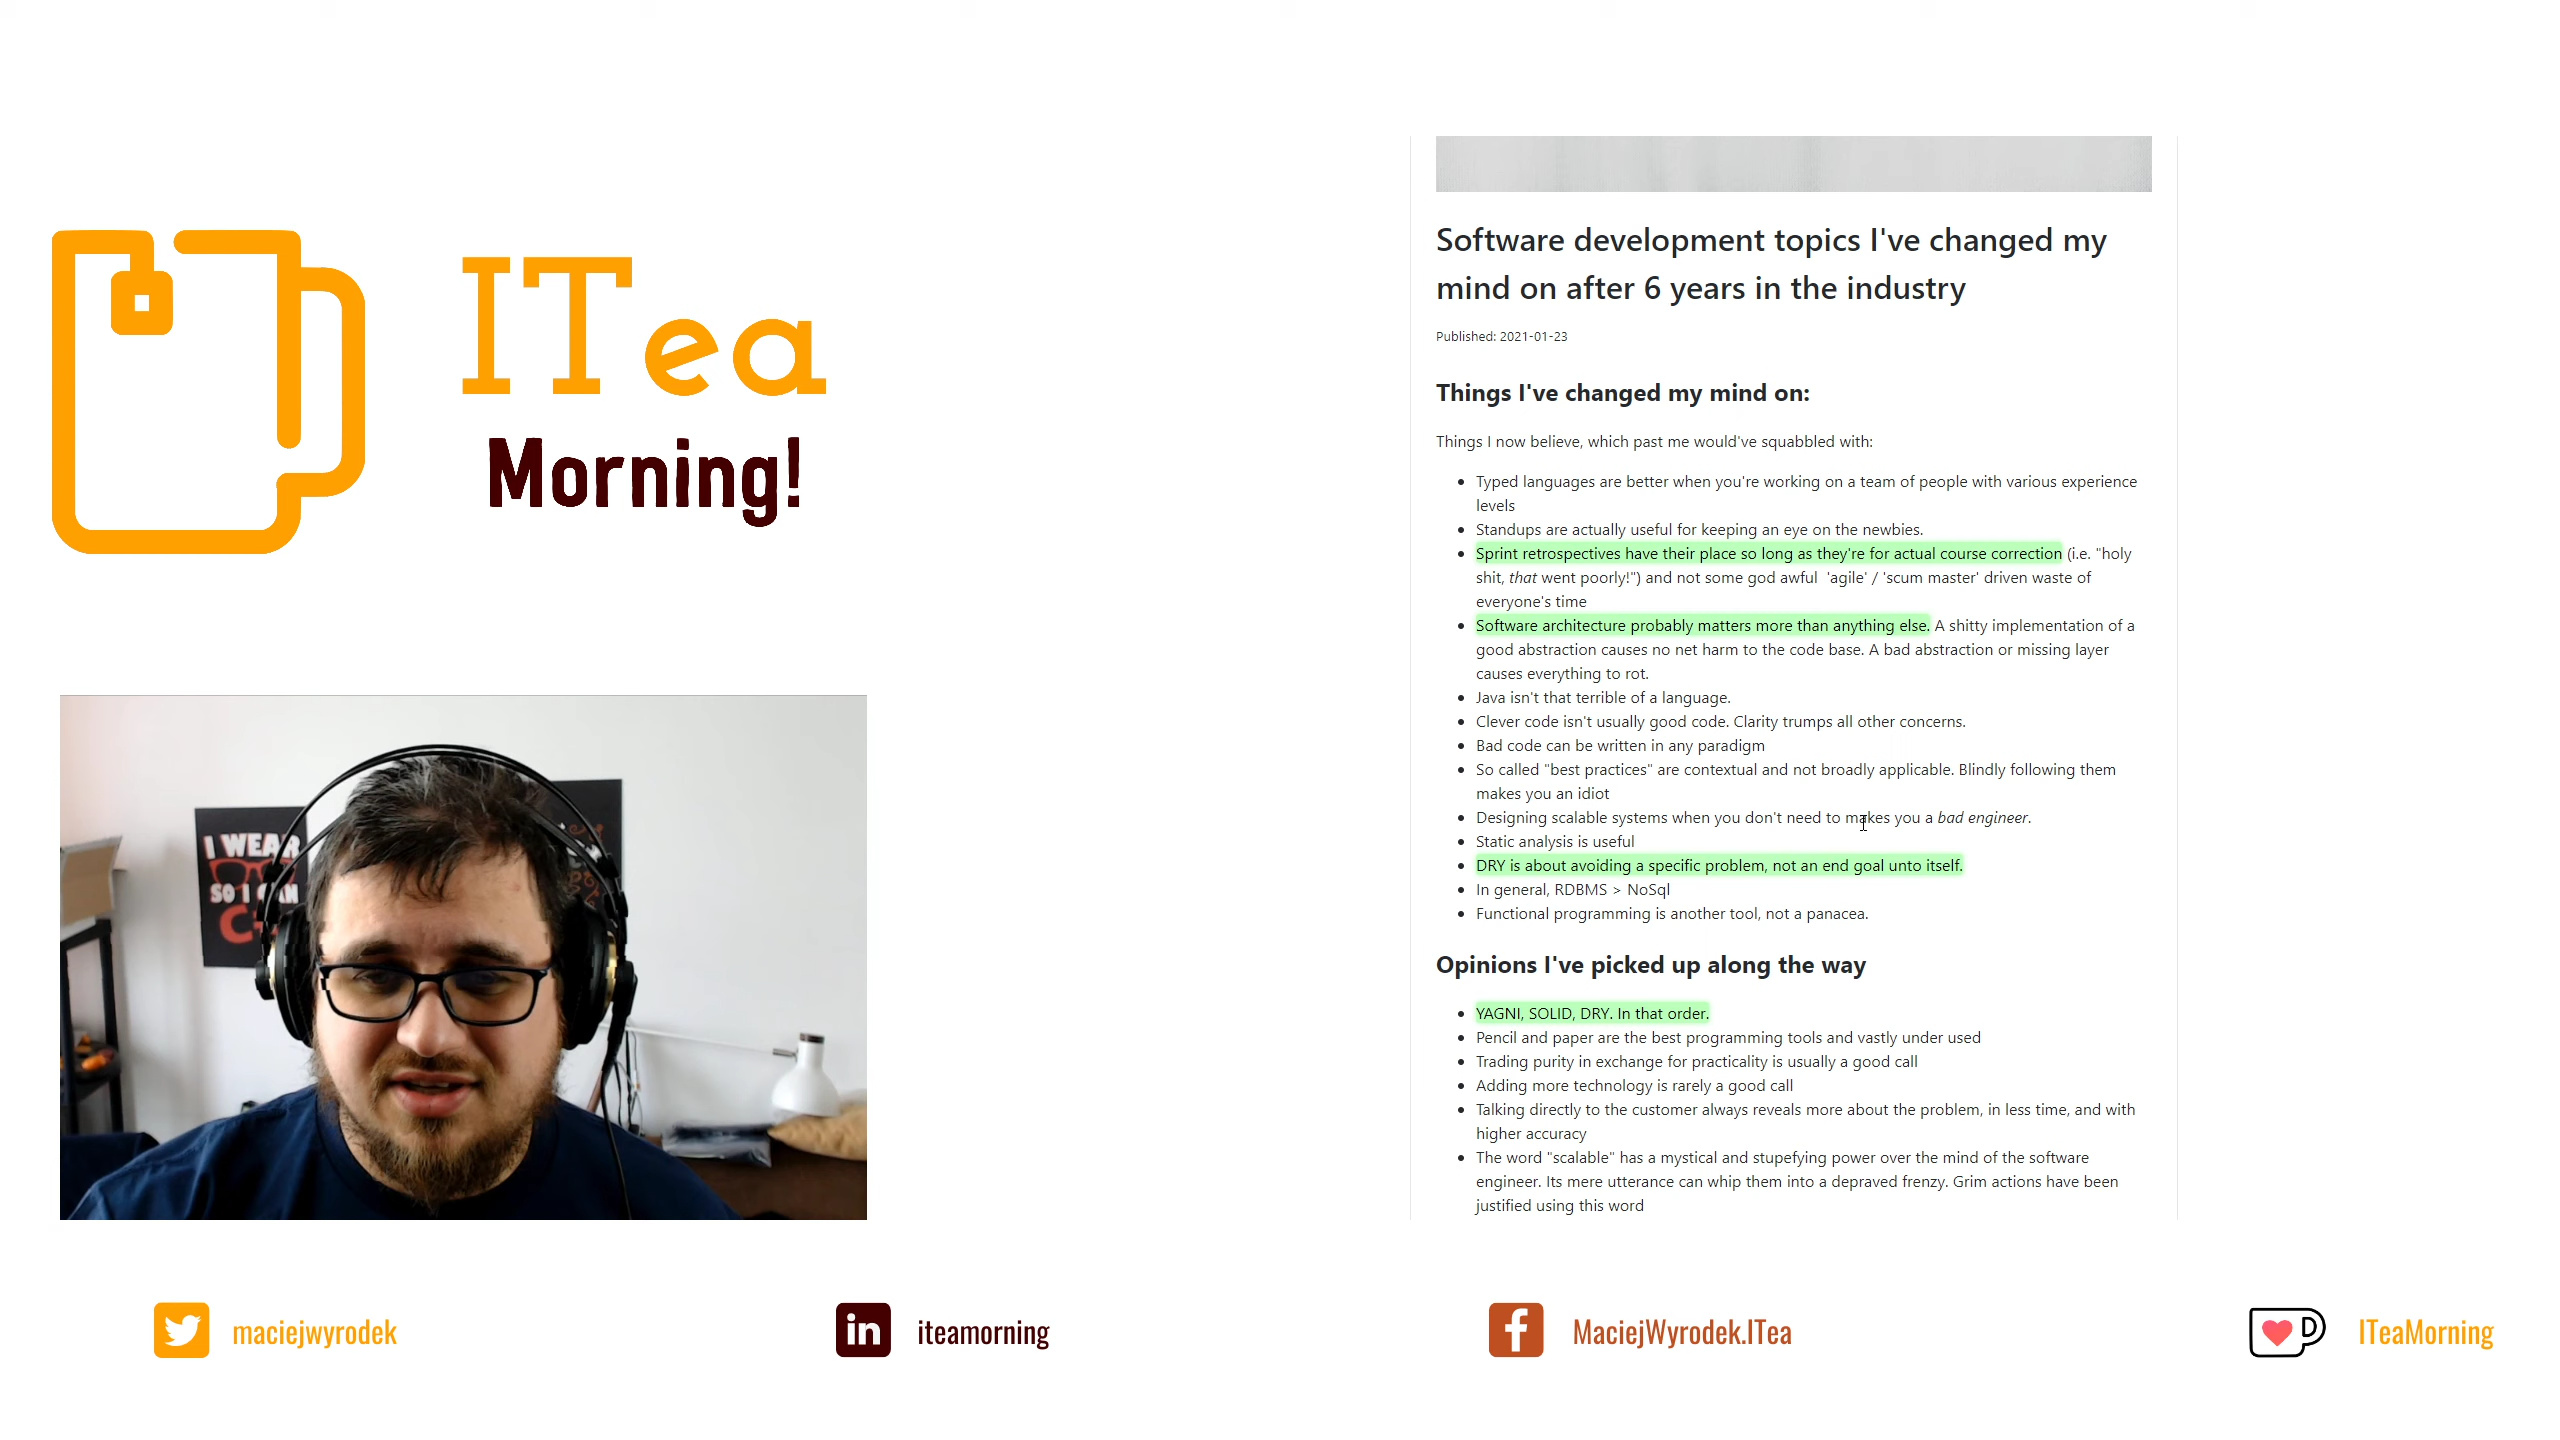 ITea
Morning!
I WEAR
SO I CAN
C
Software development topics I've changed my
mind on after 6 years in the industry
Published: 2021-01-23
Things I've changed my mind on:
Things I now believe, which past me would've squabbled with:
Typed languages are better when you're working on a team of people with various experience
levels
Standups are actually useful for keeping an eye on the newbies.
Sprint retrospectives have their place so long as they're for actual course correction (i.e. "holy
shit, that went poorly!") and not some god awful 'agile' / 'scum master' driven waste of
everyone's time
Software architecture probably matters more than anything else. A shitty implementation of a
good abstraction causes no net harm to the code base. A bad abstraction or missing layer
causes everything to rot.
Java isn't that terrible of a language.
Clever code isn't usually good code. Clarity trumps all other concerns.
Bad code can be written in any paradigm
So called "best practices" are contextual and not broadly applicable. Blindly following them
makes you an idiot
Designing scalable systems when you don't need to makes you a bad engineer.
Static analysis is useful
DRY is about avoiding a specific problem, not an end goal unto itself.
In general, RDBMS > NoSql
Functional programming is another tool, not a panacea.
Opinions I've picked up along the way
YAGNI, SOLID, DRY. In that order.
Pencil and paper are the best programming tools and vastly under used
Trading purity in exchange for practicality is usually a good call
Adding more technology is rarely a good call
Talking directly to the customer always reveals more about the problem, in less time, and with
higher accuracy
The word "scalable" has a mystical and stupefying power over the mind of the software
engineer. Its mere utterance can whip them into a depraved frenzy. Grim actions have been
justified using this word
maciejwyrodek
in iteamorning
f MaciejWyrodek.ITea
ITeaMorning